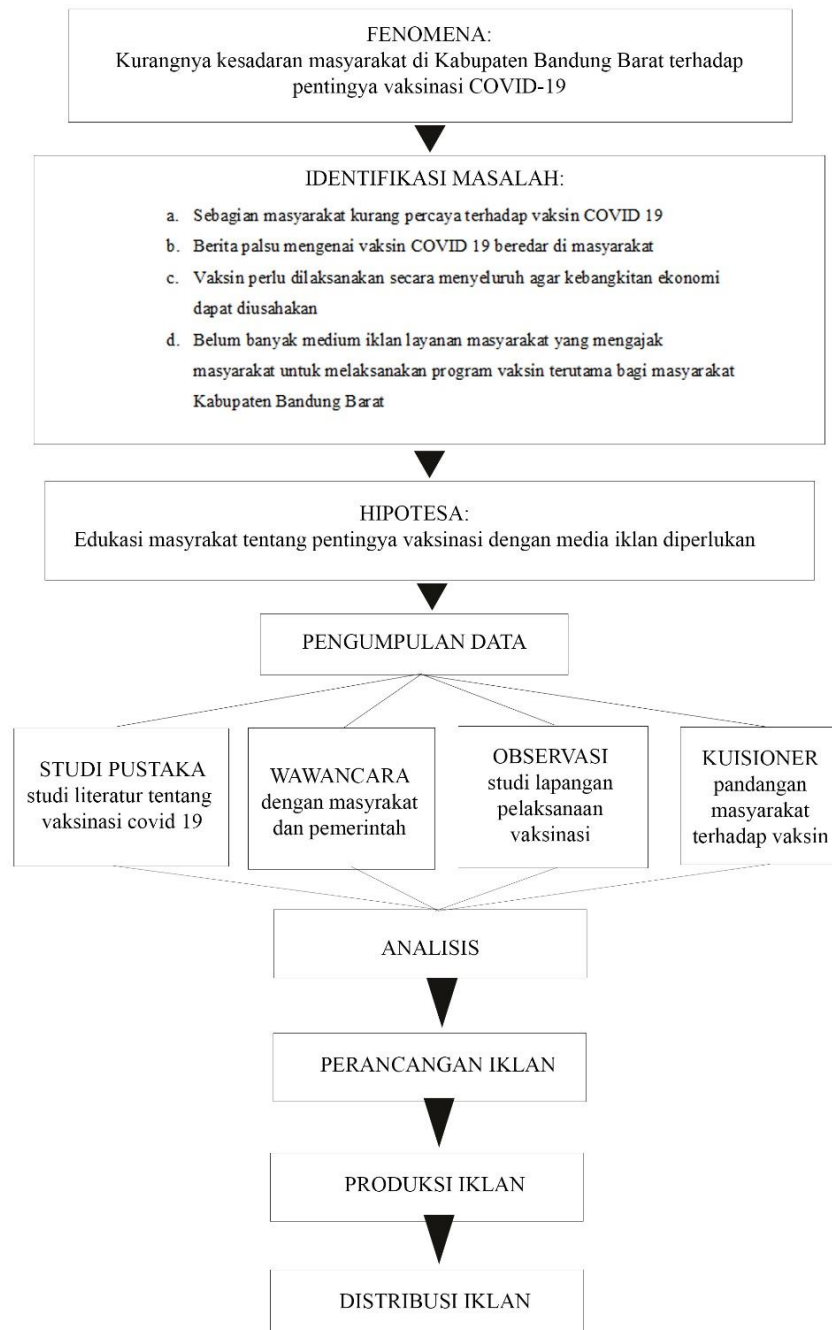 FENOMENA:
Kurangnya kesadaran masyarakat di Kabupaten Bandung Barat terhadap
pentingya vaksinasi COVID-19
IDENTIFIKASI MASALAH:
a. Sebagian masyarakat kurang percaya terhadap vaksin COVID 19
b. Berita palsu mengenai vaksin COVID 19 beredar di masyarakat
c. Vaksin perlu dilaksanakan secara menyeluruh agar kebangkitan ekonomi
dapat diusahakan
d. Belum banyak medium iklan layanan masyarakat yang mengajak
masyarakat untuk melaksanakan program vaksin terutama bagi masyarakat
Kabupaten Bandung Barat
HIPOTESA:
Edukasi masyrakat tentang pentingya vaksinasi dengan media iklan diperlukan
PENGUMPULAN DATA
STUDI PUSTAKA
studi literatur tentang
vaksinasi covid 19
WAWANCARA
dengan masyrakat
dan pemerintah
OBSERVASI
studi lapangan
pelaksanaan
vaksinasi
KUISIONER
pandangan
masyarakat
terhadap vaksin
ANALISIS
PERANCANGAN IKLAN
PRODUKSI IKLAN
DISTRIBUSI IKLAN